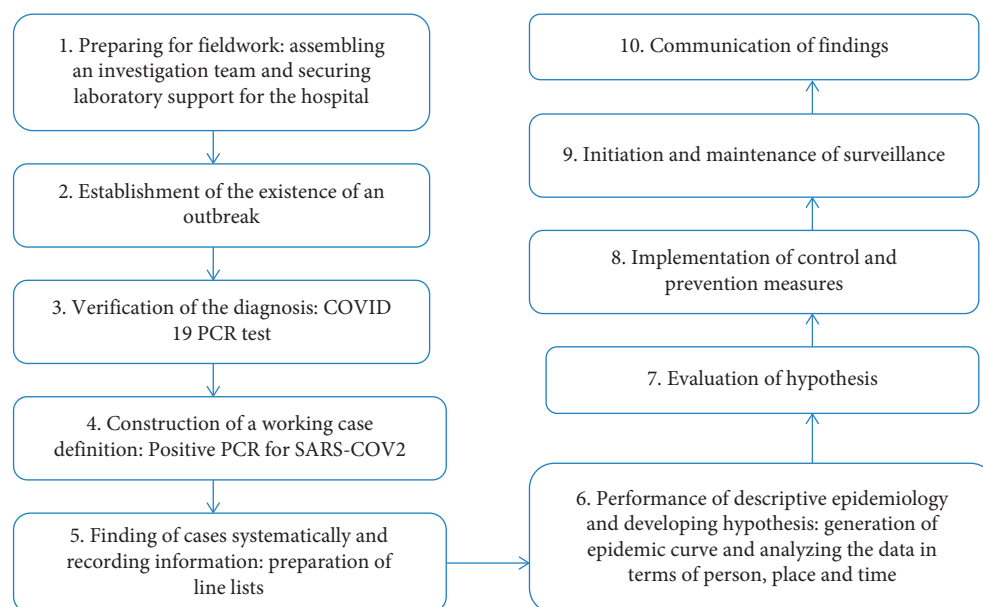 1. Preparing for fieldwork: assembling
an investigation team and securing
laboratory support for the hospital
2. Establishment of the existence of an
outbreak
3. Verification of the diagnosis: COVID
19 PCR test
4. Construction of a working case
definition: Positive PCR for SARS-COV2
5. Finding of cases systematically and
recording information: preparation of
line lists
6. Performance of descriptive epidemiology
and developing hypothesis: generation of
epidemic curve and analyzing the data in
terms of person, place and time
7. Evaluation of hypothesis
8. Implementation of control and
prevention measures
9. Initiation and maintenance of surveillance
10. Communication of findings